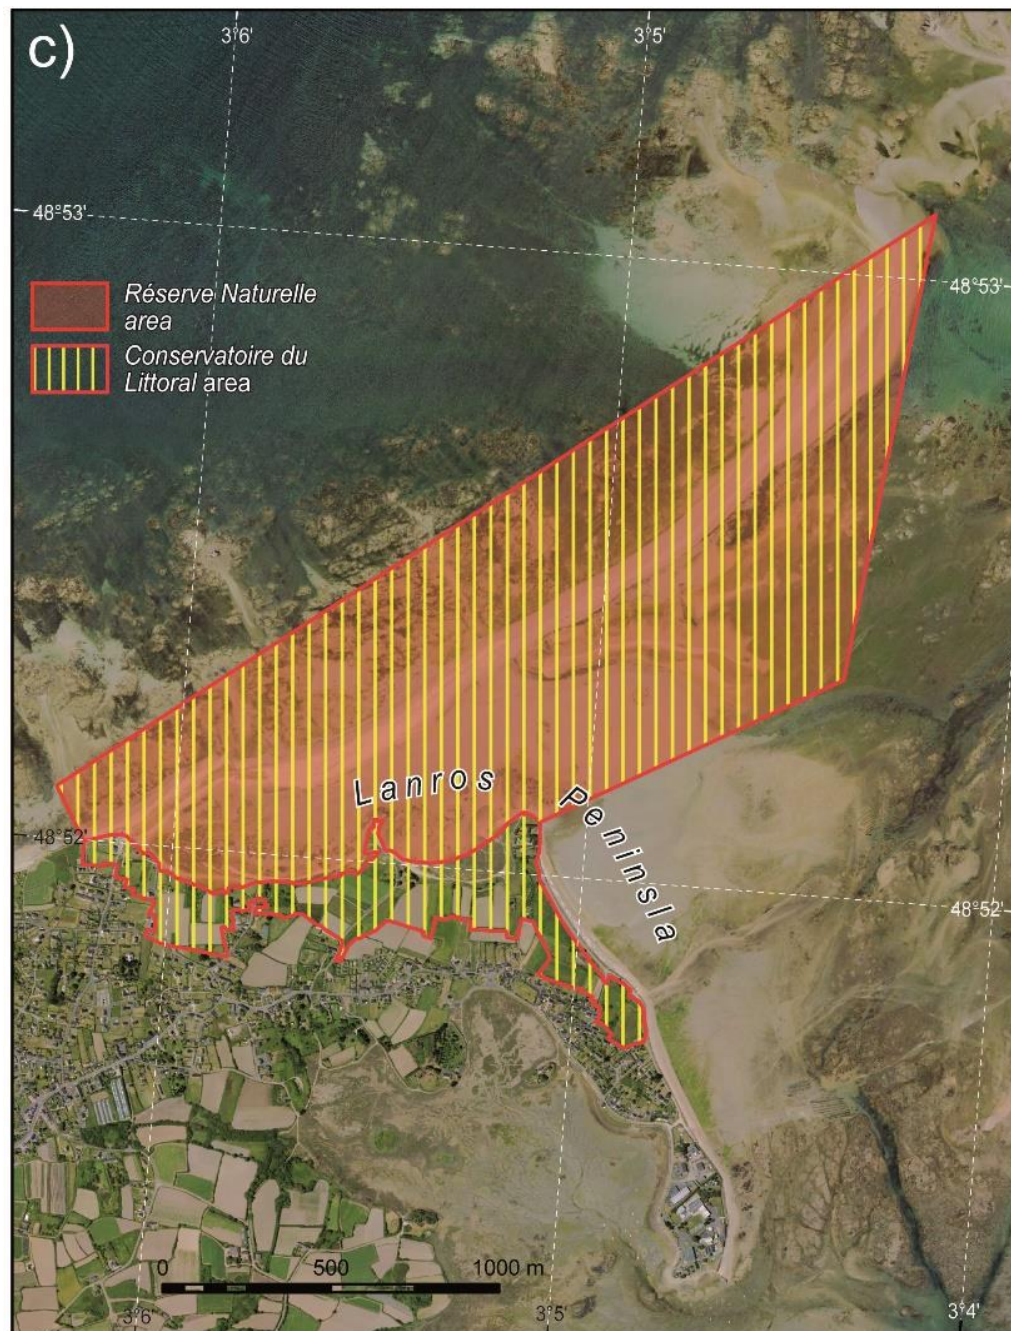 c)
3°6'
3°5'
48°53'
48°53'
Réserve Naturelle
area
Conservatoire du
Littoral area
Lanros
Peninsla
48°52'
48°52'
0 500 1000 m
3°6'
3°5'
3°4'